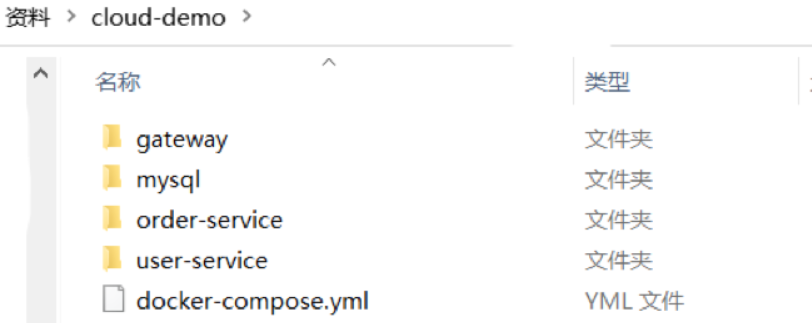 资料 > cloud-demo >
名称 类型
gateway 文件夹
mysql 文件夹
order-service 文件夹
user-service 文件夹
docker-compose.yml YML 文件